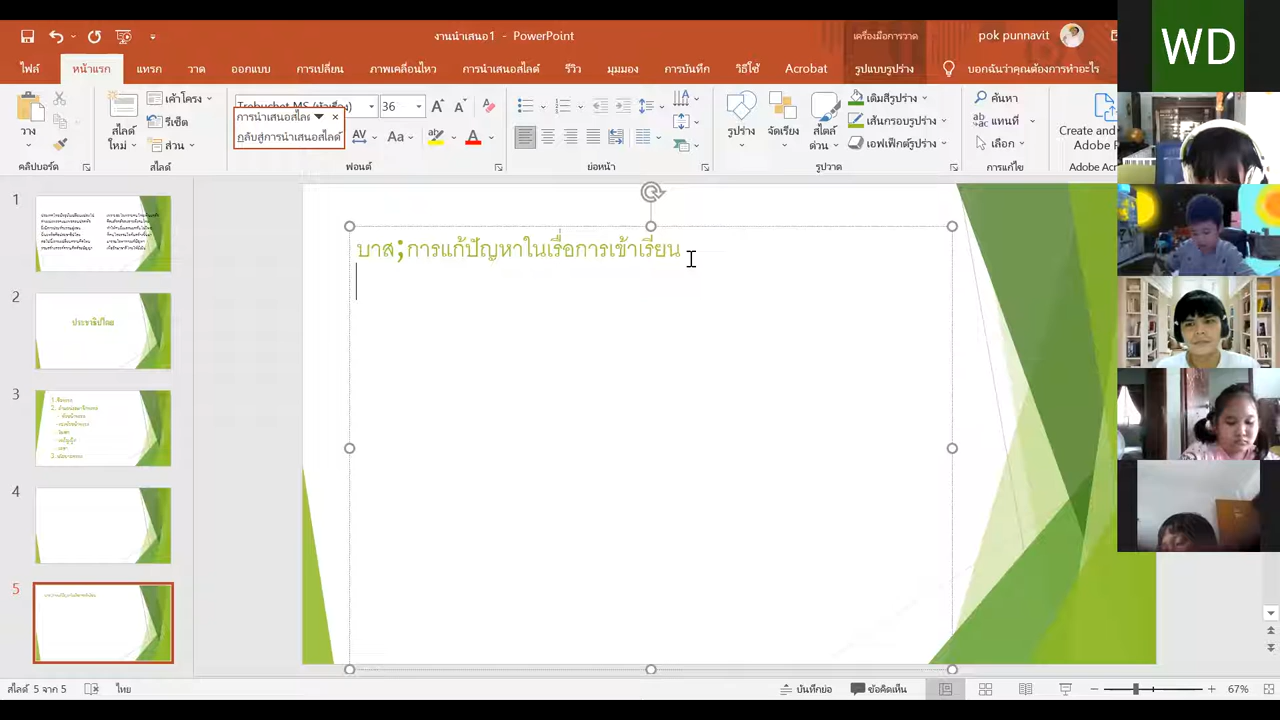 งานนำเสนอ1 - PowerPoint
เครื่องมือการวาด
pok punnavit
WD
ไฟล์ หน้าแรก แทรก วาด ออกแบบ การเปลี่ยน ภาพเคลื่อนไหว การนำเสนอสไลด์ รีวิว มุมมอง การบันทึก วิธีใช้ Acrobat รูปแบบรูปร่าง บอกฉันว่าคุณต้องการทำอะไร
วาง
คลิปบอร์ด
สไลด์ใหม่
เค้าโครง
รีเซ็ต
ส่วน
สไลด์
36
การนำเสนอสไล
กลับสู่การนำเสนอสไลด์
ฟอนต์
ย่อหน้า
รูปร่าง
จัดเรียง
สไตล์ด่วน
เติมสีรูปร่าง
เส้นกรอบรูปร่าง
เอฟเฟ็กต์รูปร่าง
รูปวาด
ค้นหา
แทนที่
เลือก
การแก้ไข
Create and
Adobe
Adobe
1
2
ประชาธิปไตย
3
4
5
บาส;การแก้ปัญหาในเรื่อการเข้าเรียน
สไลด์ 5 จาก 5
ไทย
บันทึกย่อ
ข้อคิดเห็น
67%